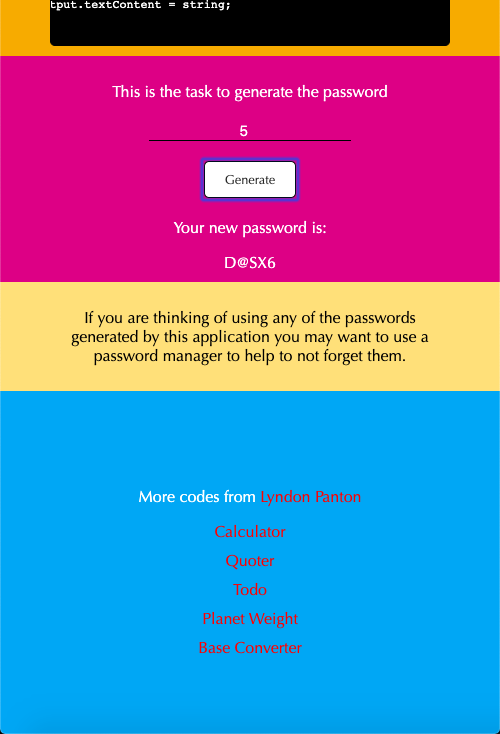 tput.textContent = string;
This is the task to generate the password
5
Generate
Your new password is:
D@SX6
If you are thinking of using any of the passwords
generated by this application you may want to use a
password manager to help to not forget them.
More codes from Lyndon Panton
Calculator
Quoter
Todo
Planet Weight
Base Converter